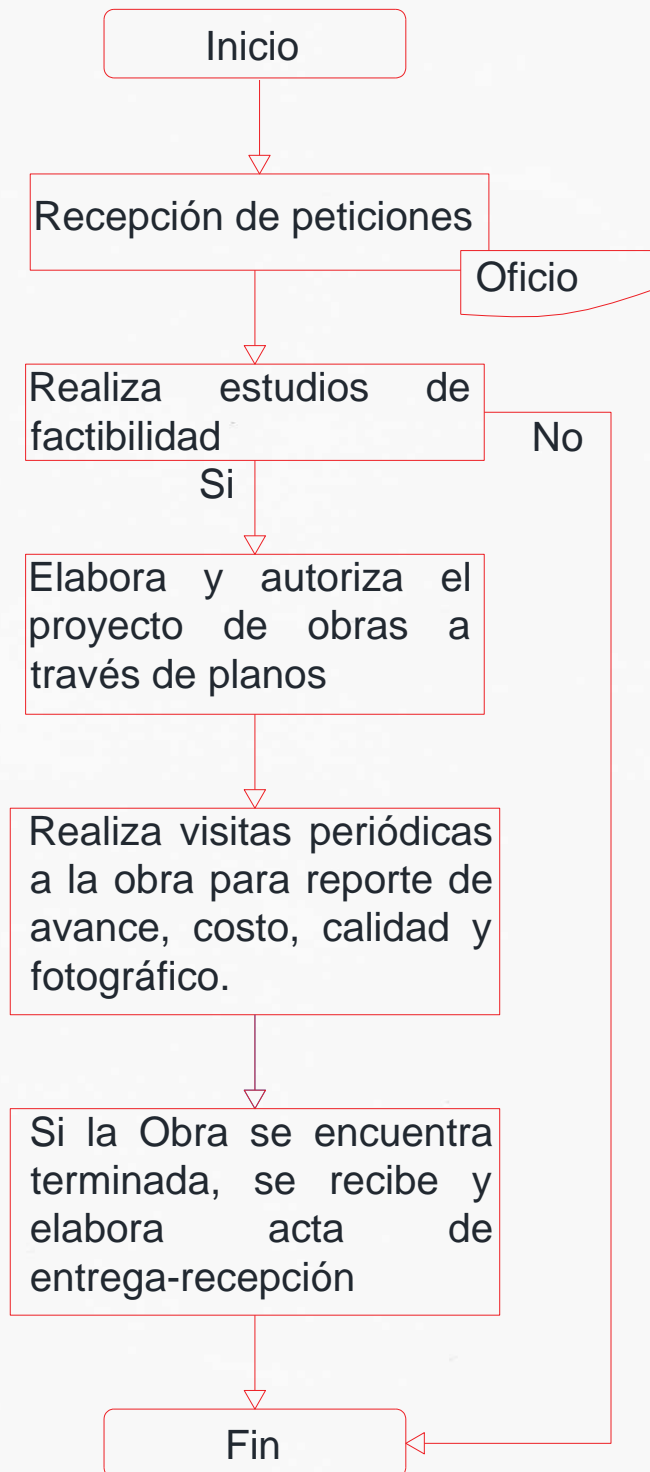 Inicio
Recepción de peticiones
Oficio
Realiza estudios de
factibilidad
No
Si
Elabora y autoriza el
proyecto de obras a
través de planos
Realiza visitas periódicas
a la obra para reporte de
avance, costo, calidad y
fotográfico.
Si la Obra se encuentra
terminada, se recibe y
elabora acta de
entrega-recepción
Fin